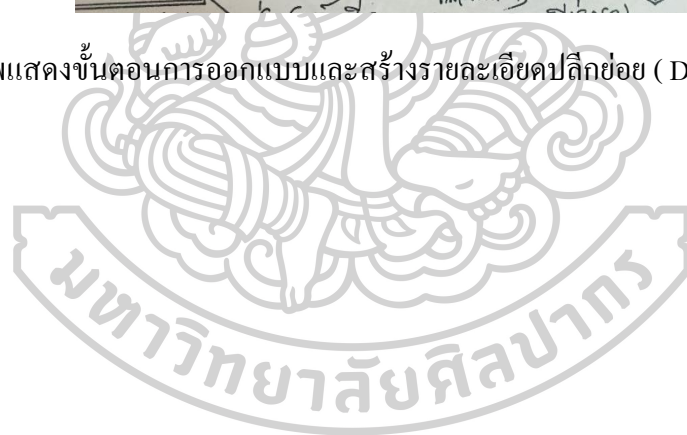 แสดงขั้นตอนการออกแบบและสร้างรายละเอียดปลีกย่อย ( D
มหาวิทยาลัยศิลปากร